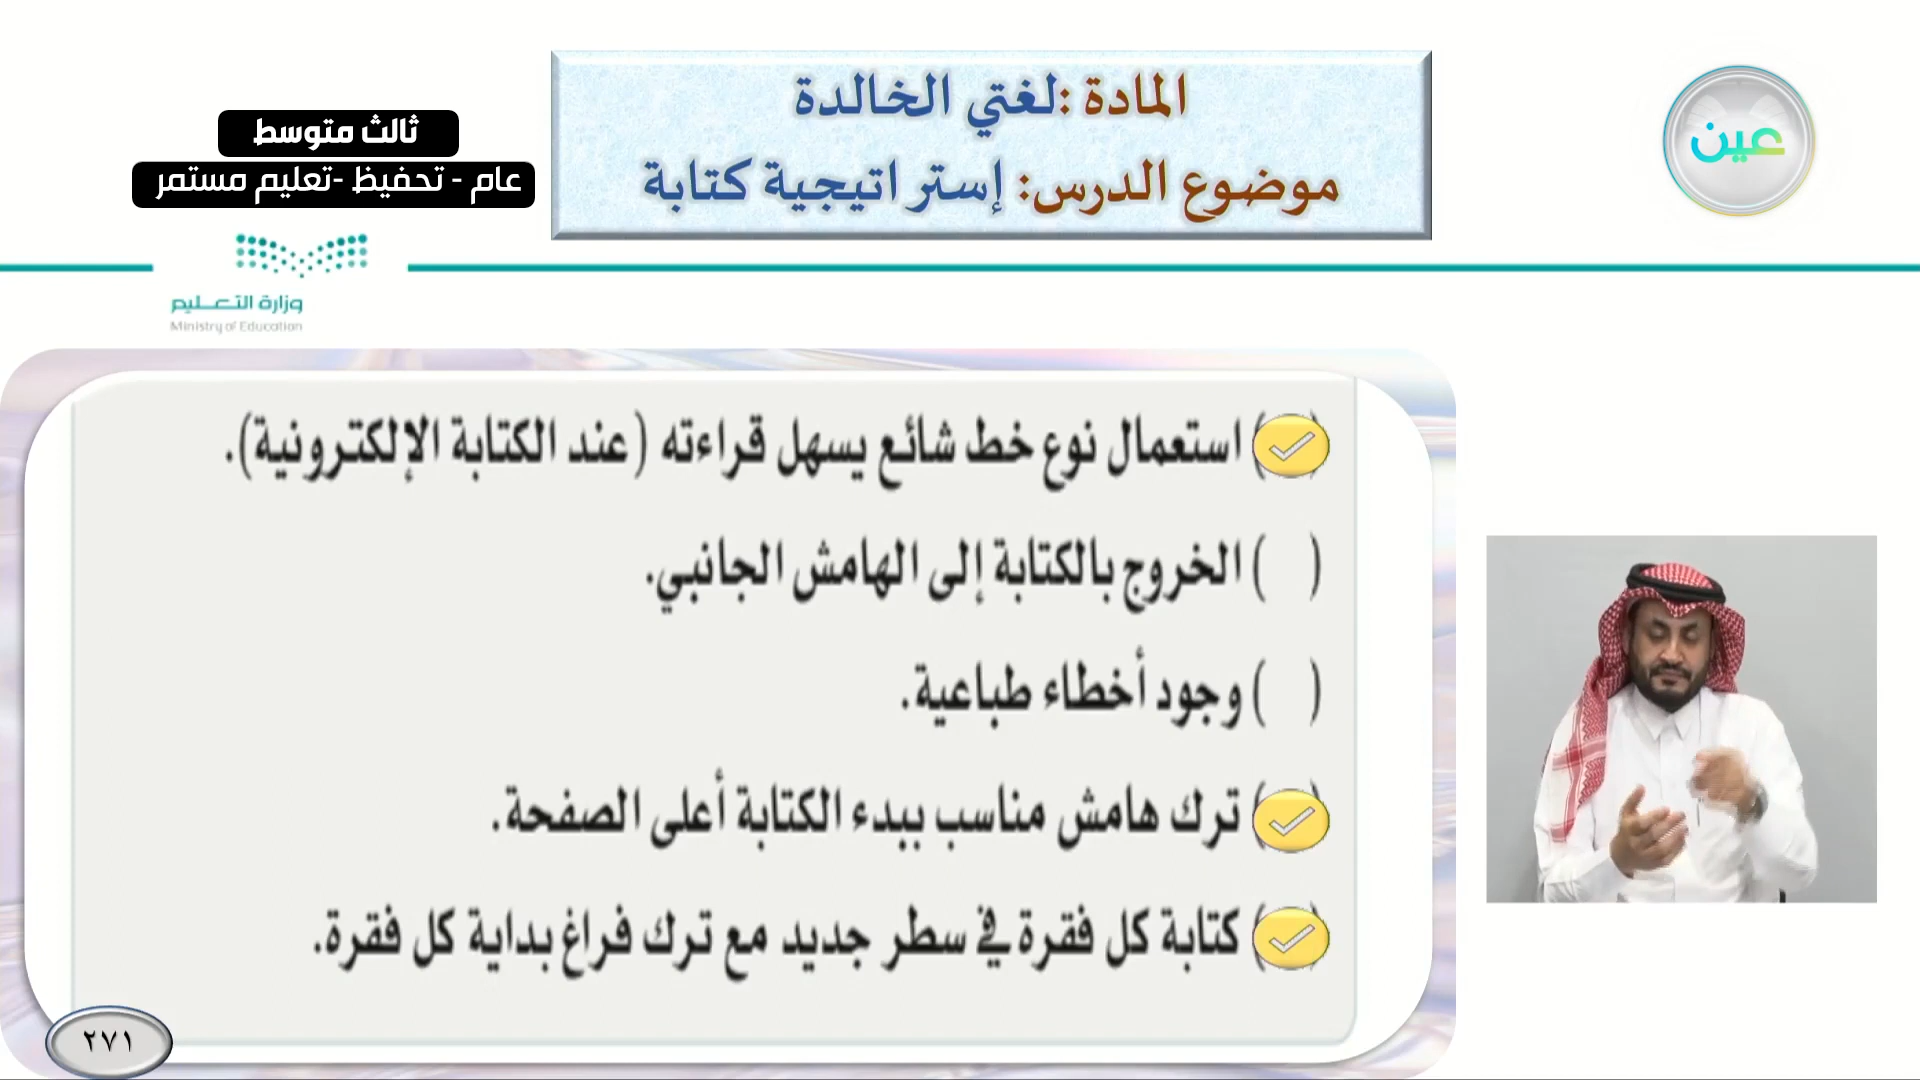 المادة :لغتي الخالدة
موضوع الدرس: إستراتيجية كتابة
عين
ثالث متوسط
عام - تحفيظ -تعليم مستمر
وزارة التعليم
Ministry of Education
( ) استعمال نوع خط شائع يسهل قراءته (عند الكتابة الإلكترونية).
( ) الخروج بالكتابة إلى الهامش الجانبي.
( ) وجود أخطاء طباعية.
( ) ترك هامش مناسب ببدء الكتابة أعلى الصفحة.
( ) كتابة كل فقرة في سطر جديد مع ترك فراغ بداية كل فقرة.
٢٧١